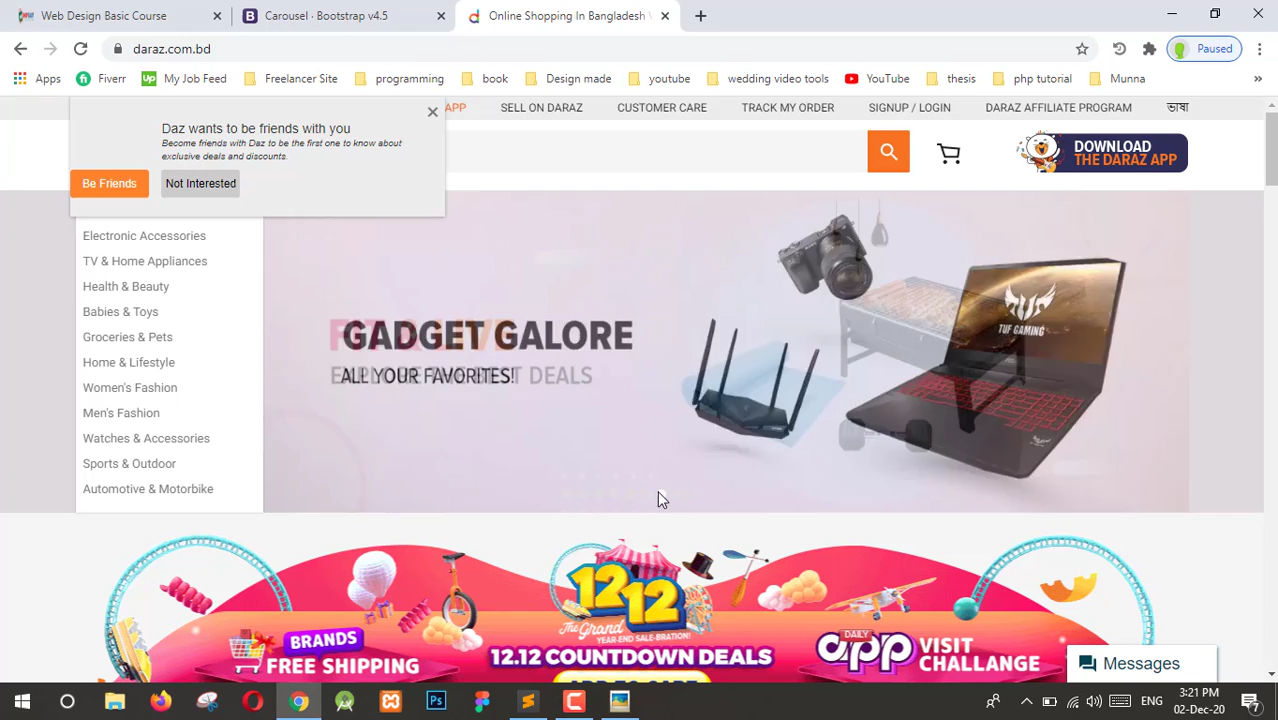 Web Design Basic Course
Carousel · Bootstrap v4.5
Online Shopping In Bangladesh
daraz.com.bd
Paused
Apps
Fiverr
My Job Feed
Freelancer Site
programming
book
Design made
youtube
wedding video tools
YouTube
thesis
php tutorial
Munna
APP
SELL ON DARAZ
CUSTOMER CARE
TRACK MY ORDER
SIGNUP / LOGIN
DARAZ AFFILIATE PROGRAM
ভাষা
Daz wants to be friends with you
Become friends with Daz to be the first one to know about
exclusive deals and discounts.
Be Friends
Not Interested
DOWNLOAD
THE DARAZ APP
Electronic Accessories
TV & Home Appliances
Health & Beauty
Babies & Toys
Groceries & Pets
Home & Lifestyle
Women's Fashion
Men's Fashion
Watches & Accessories
Sports & Outdoor
Automotive & Motorbike
GADGET GALORE
ALL YOUR FAVORITES!
TUF GAMING
12.12
The Grand
YEAR-END SALE-BRATION!
BRANDS
FREE SHIPPING
12.12 COUNTDOWN DEALS
DAILY
app VISIT
CHALLANGE
Messages
3:21 PM
ENG
02-Dec-20
7